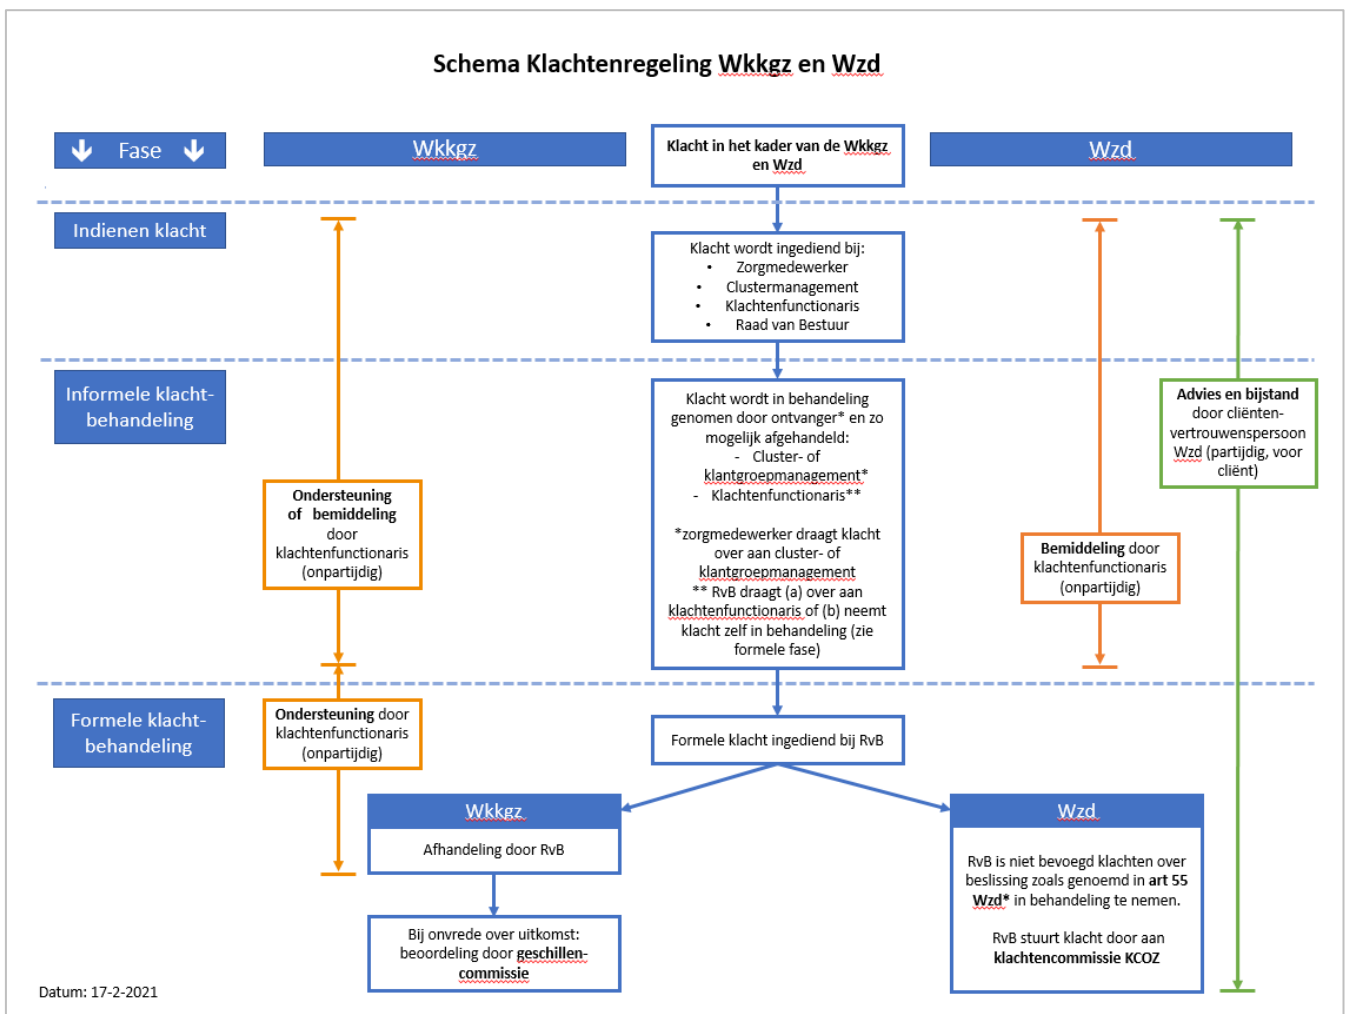 Schema Klachtenregeling Wkkgz en Wzd
Fase
Wkkgz
Klacht in het kader van de Wkkgz
en Wzd
Wzd
Indienen klacht
Klacht wordt ingediend bij:
• Zorgmedewerker
• Clustermanagement
• Klachtenfunctionaris
• Raad van Bestuur
Informele klacht-
behandeling
Klacht wordt in behandeling
genomen door ontvanger* en zo
mogelijk afgehandeld:
- Cluster- of
klantgroepmanagement*
- Klachtenfunctionaris**
*zorgmedewerker draagt klacht
over aan cluster- of
klantgroepmanagement
** RvB draagt (a) over aan
klachtenfunctionaris of (b) neemt
klacht zelf in behandeling (zie
formele fase)
Advies en bijstand
door cliënten-
vertrouwenspersoon
Wzd (partijdig, voor
cliënt)
Ondersteuning
of bemiddeling
door
klachtenfunctionaris
(onpartijdig)
Bemiddeling door
klachtenfunctionaris
(onpartijdig)
Formele klacht-
behandeling
Ondersteuning door
klachtenfunctionaris
(onpartijdig)
Formele klacht ingediend bij RvB
Wkkgz
Afhandeling door RvB
Bij onvrede over uitkomst:
beoordeling door geschillen-
commissie
Wzd
RvB is niet bevoegd klachten over
beslissing zoals genoemd in art 55
Wzd* in behandeling te nemen.
RvB stuurt klacht door aan
klachtencommissie KCOZ
Datum: 17-2-2021